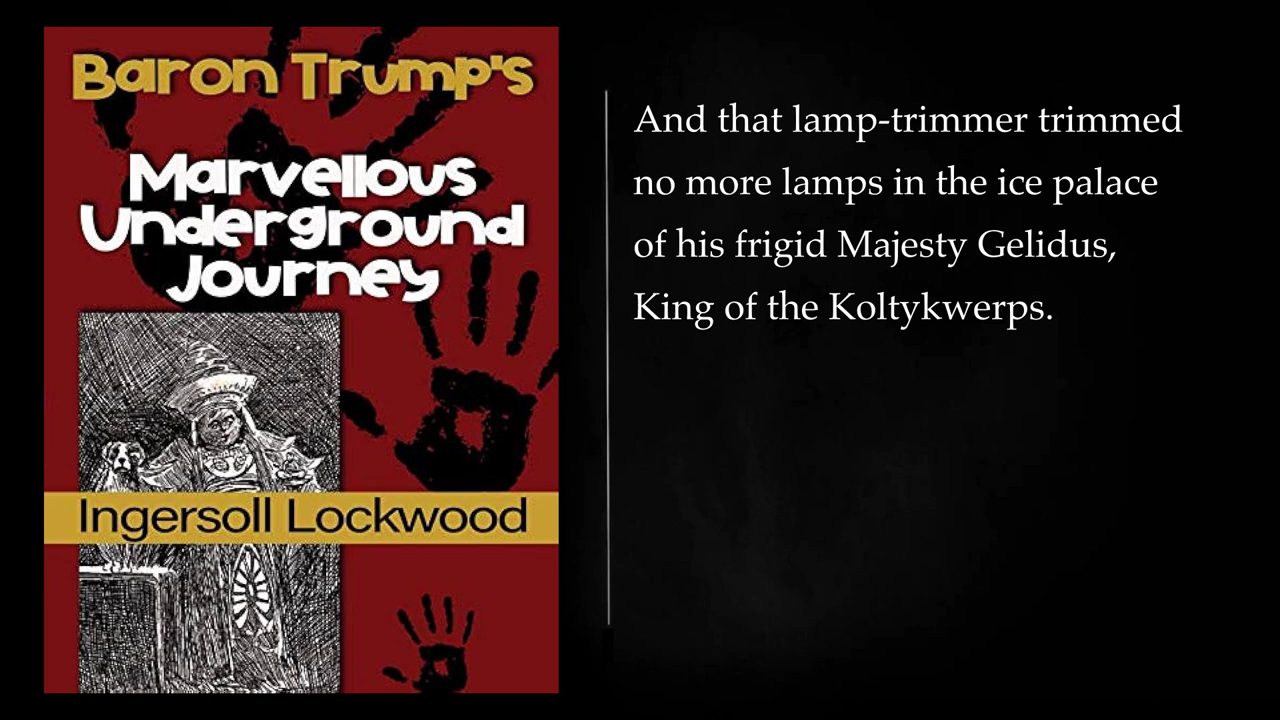 Baron Trump's
Marvellous
Underground
Journey
Ingersoll Lockwood
And that lamp-trimmer trimmed
no more lamps in the ice palace
of his frigid Majesty Gelidus,
King of the Koltykwerps.